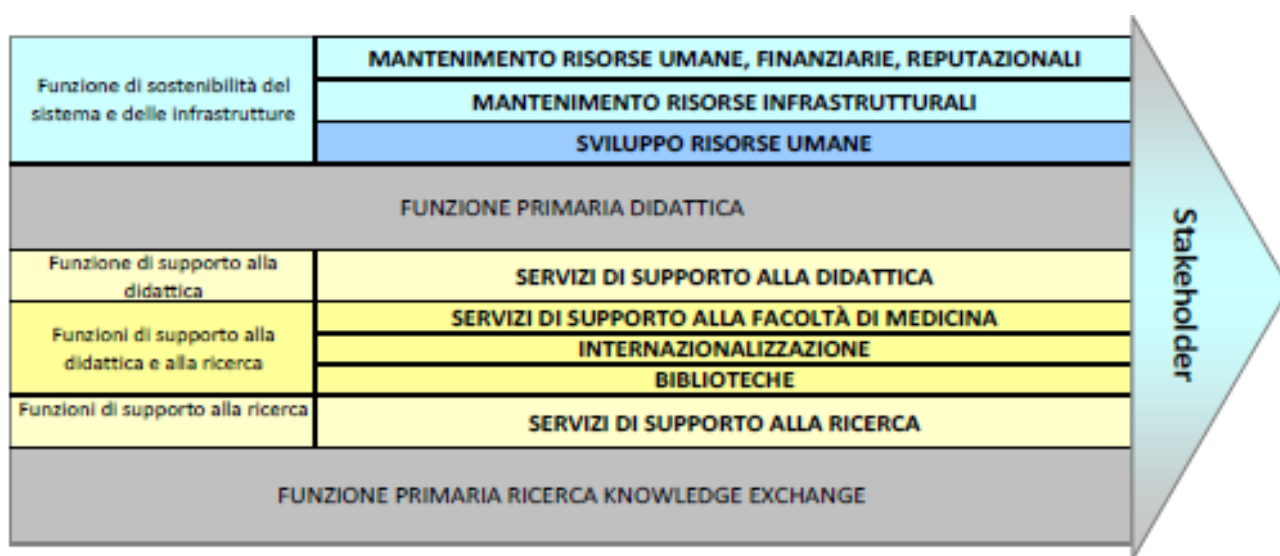 Funzione di sostenibilità del
sistema e delle infrastrutture
MANTENIMENTO RISORSE UMANE, FINANZIARIE, REPUTAZIONALI
MANTENIMENTO RISORSE INFRASTRUTTURALI
SVILUPPO RISORSE UMANE
FUNZIONE PRIMARIA DIDATTICA
Funzione di supporto alla
didattica
SERVIZI DI SUPPORTO ALLA DIDATTICA
Funzioni di supporto alla
didattica e alla ricerca
SERVIZI DI SUPPORTO ALLA FACOLTÀ DI MEDICINA
INTERNAZIONALIZZAZIONE
BIBLIOTECHE
Funzioni di supporto alla ricerca
SERVIZI DI SUPPORTO ALLA RICERCA
FUNZIONE PRIMARIA RICERCA KNOWLEDGE EXCHANGE
Stakeholder